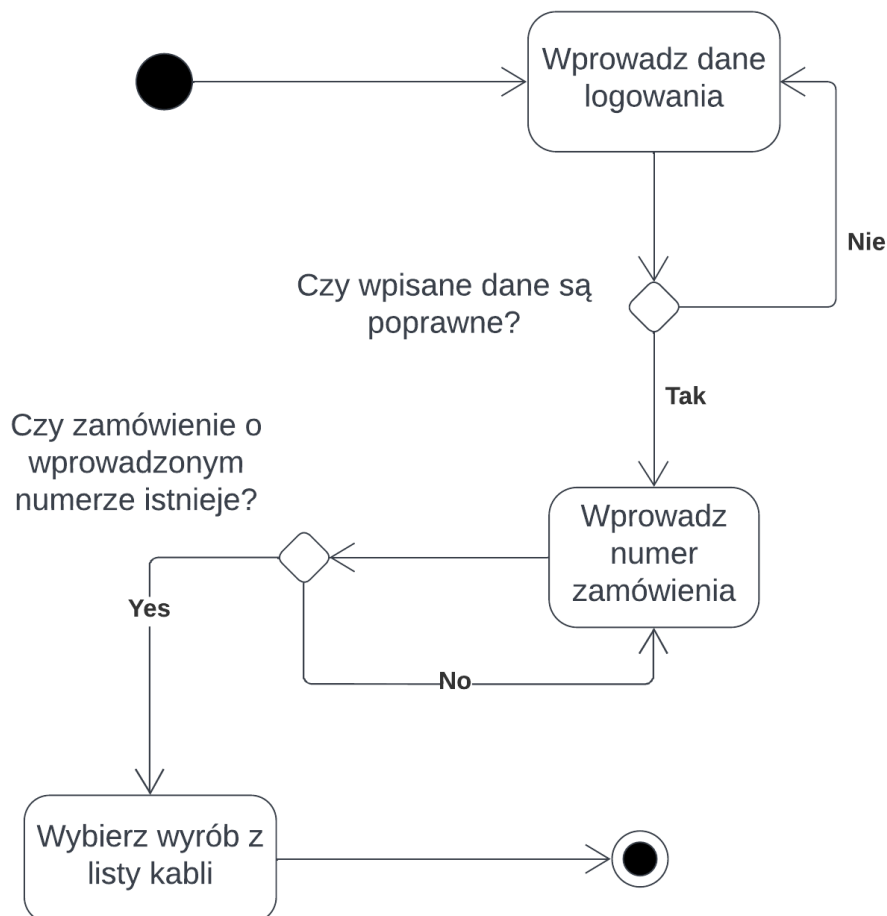 Wprowadz dane
logowania
Nie
Czy wpisane dane są
poprawne?
Tak
Czy zamówienie o
wprowadzonym
numerze istnieje?
Wprowadz
numer
zamówienia
Yes
No
Wybierz wyrób z
listy kabli